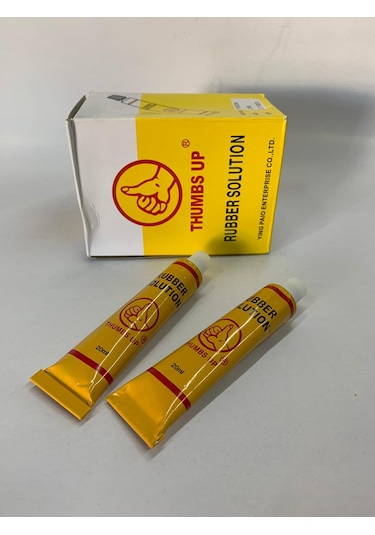 THUMBS UP ®
RUBBER SOLUTION
YING PAIO ENTERPRISE CO.,LTD.
RUBBER
SOLUTION
THUMBS UP ®
20ml
RUBBER
SOLUTION
THUMBS UP ®
20ml